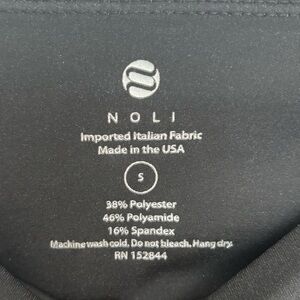 NOLI
Imported Italian Fabric
Made in the USA
S
38% Polyester
46% Polyamide
16% Spandex
Machine wash cold. Do not bleach. Hang dry.
RN 152844